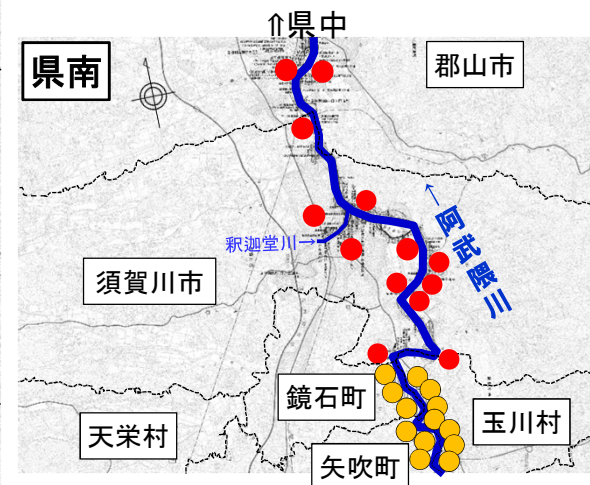 ⇑県中
県南
郡山市
←阿武隈川
釈迦堂川→
須賀川市
鏡石町
玉川村
天栄村
矢吹町